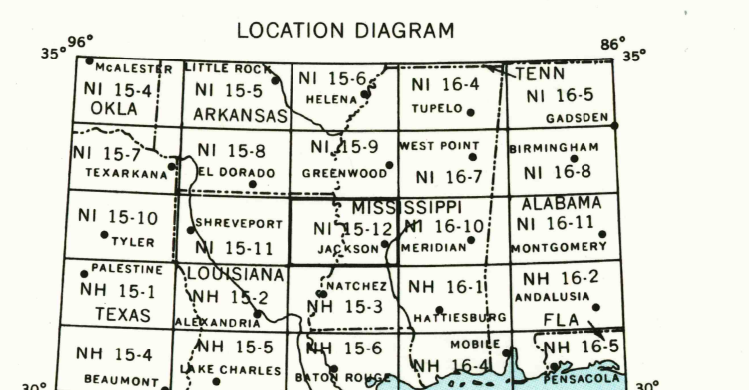 LOCATION DIAGRAM
35° 96° 86° 35°
McALESTER LITTLE ROCK NI 15-6 NI 16-4 TENN
NI 15-4 NI 15-5 HELENA NI 16-5
OKLA ARKANSAS TUPELO GADSDEN
NI 15-7 NI 15-8 NI 15-9 WEST POINT BIRMINGHAM
TEXARKANA EL DORADO GREENWOOD NI 16-7 NI 16-8
MISSISSIPPI ALABAMA
NI 15-10 SHREVEPORT NI 15-12 NI 16-10 NI 16-11
TYLER NI 15-11 JACKSON MERIDIAN MONTGOMERY
PALESTINE LOUISIANA NATCHEZ NH 16-1 NH 16-2
NH 15-1 NH 15-2 NH 15-3 ANDALUSIA
TEXAS ALEXANDRIA HATTIESBURG FLA
NH 15-4 NH 15-5 NH 15-6 MOBILE NH 16-5
BEAUMONT LAKE CHARLES BATON ROUGE NH 16-4 PENSACOLA
30° 30°